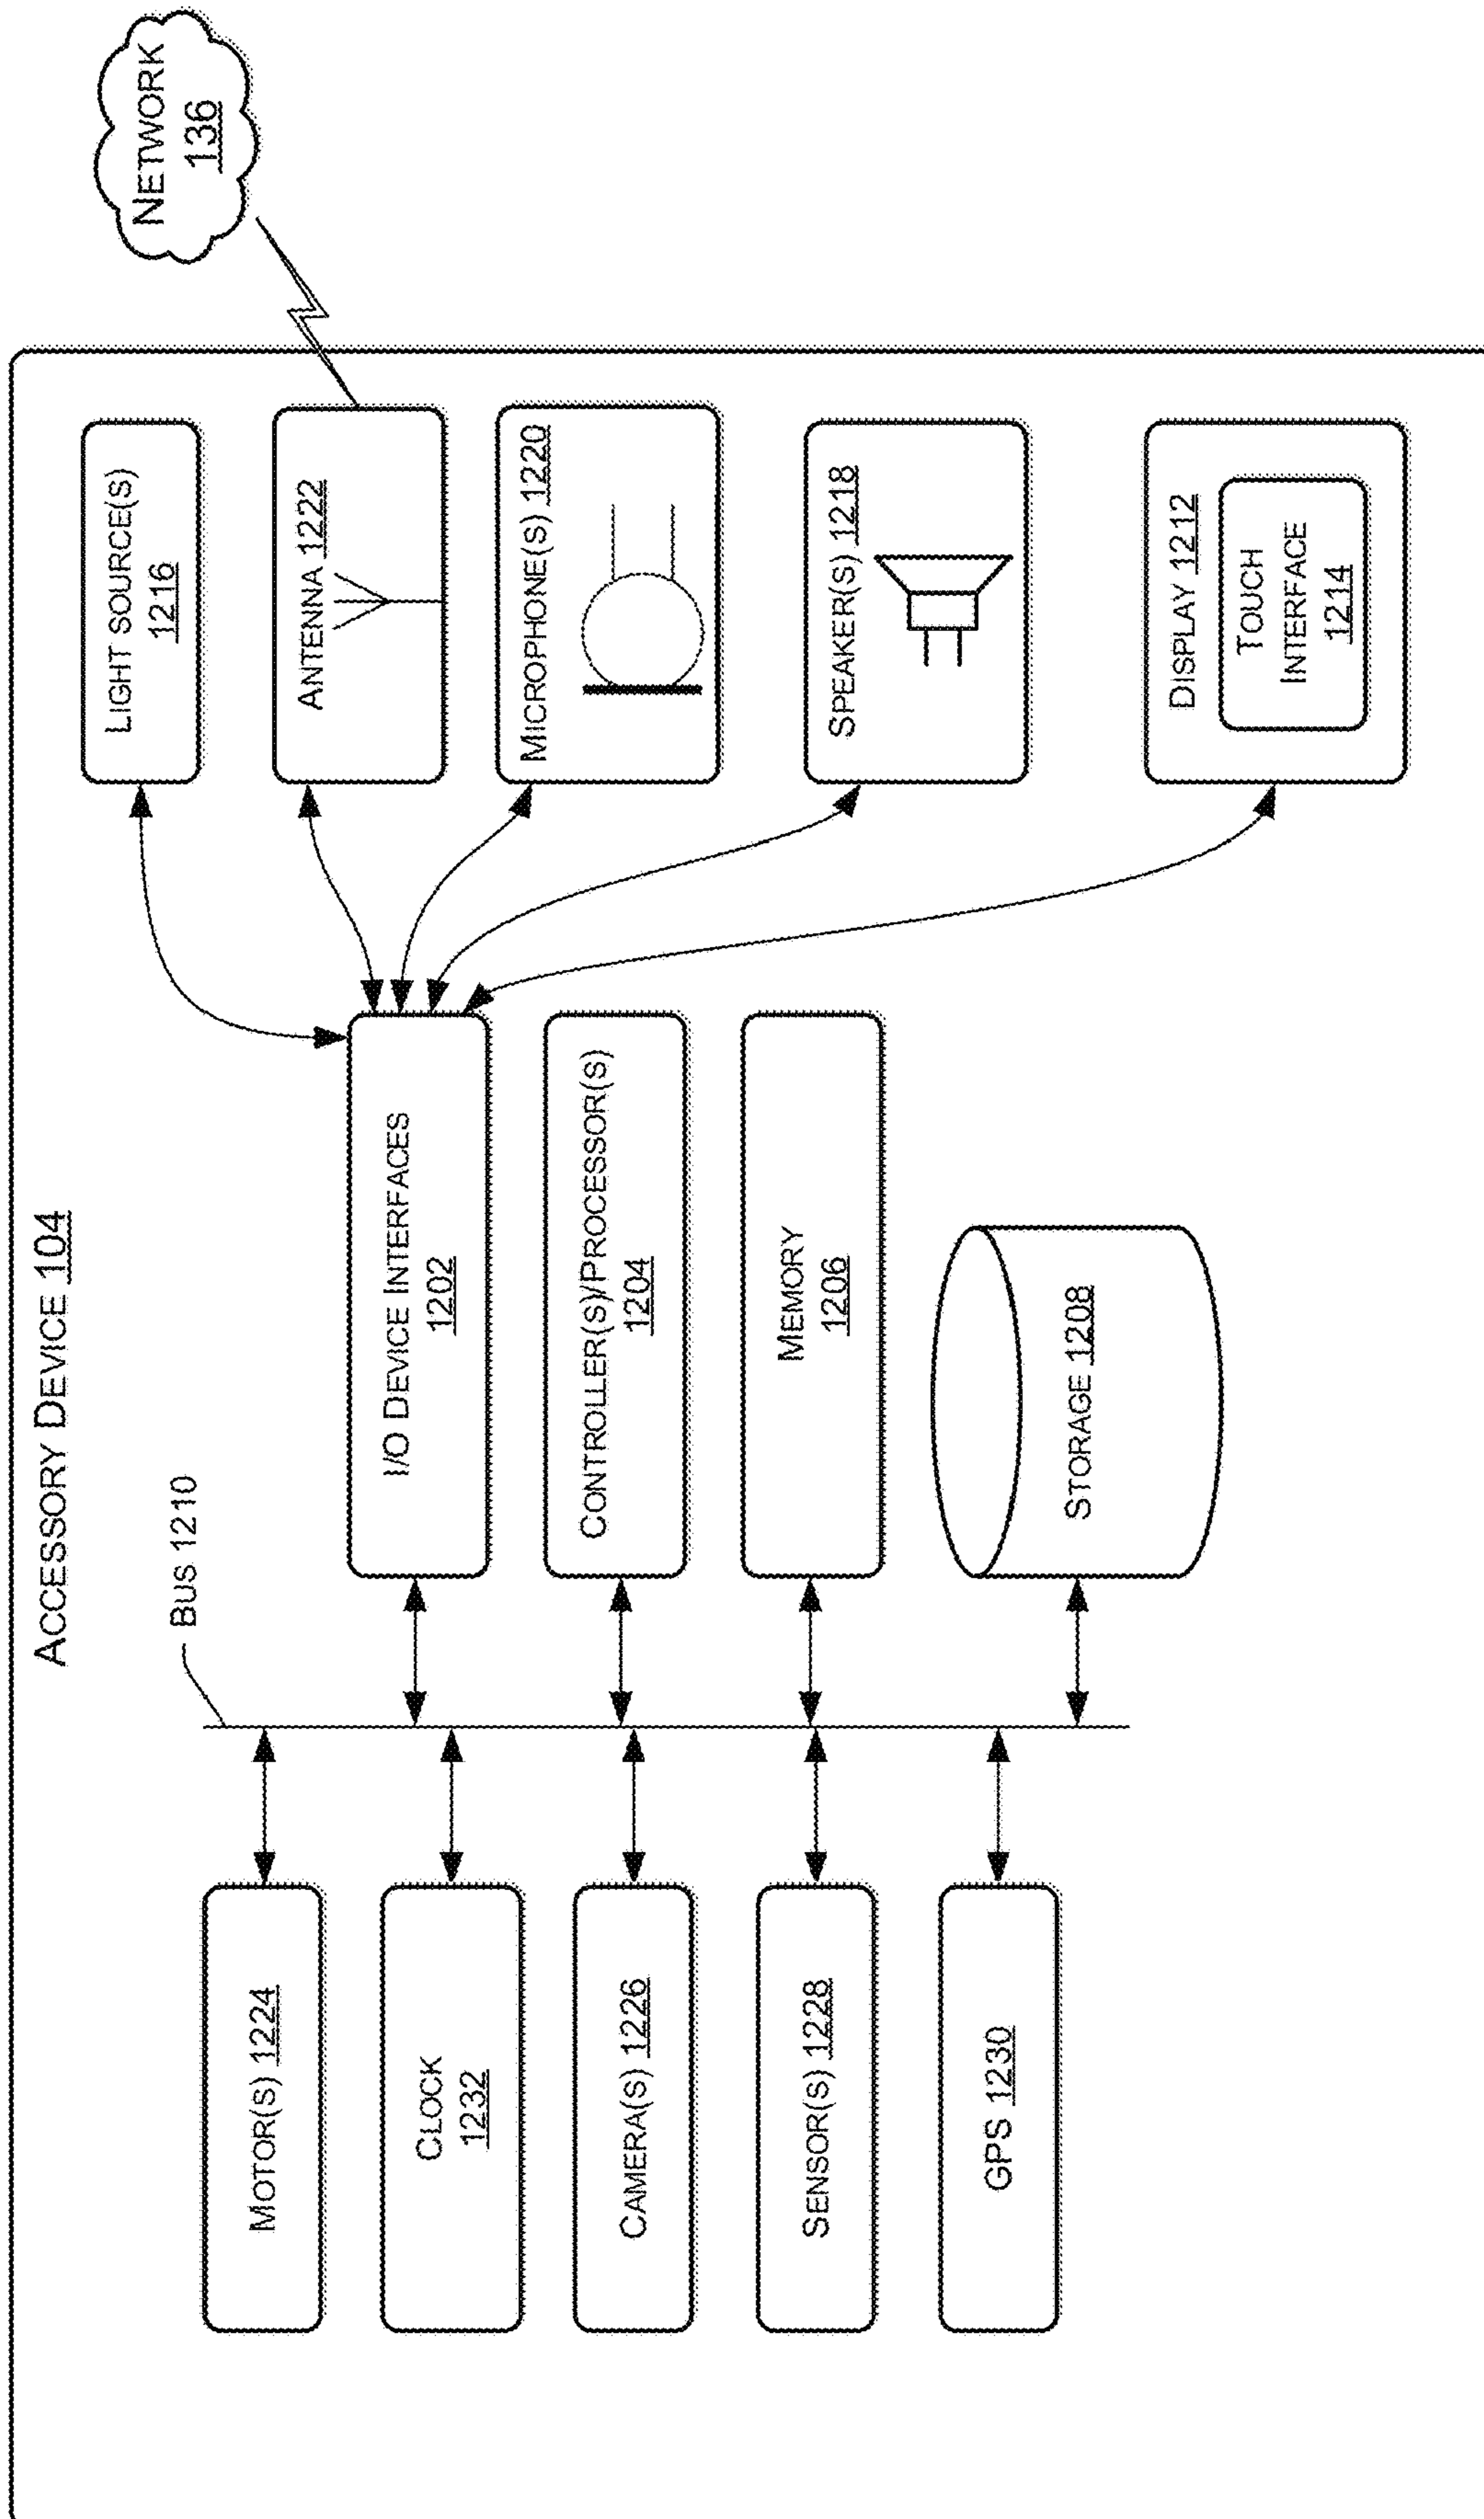 ACCESSORY DEVICE 104
BUS 1210
MOTOR(S) 1224
CLOCK
1232
CAMERA(S) 1226
SENSOR(S) 1228
GPS 1230
I/O DEVICE INTERFACES
1202
CONTROLLER(S)/PROCESSOR(S)
1204
MEMORY
1206
STORAGE 1208
LIGHT SOURCE(S)
1216
ANTENNA 1222
MICROPHONE(S) 1220
SPEAKER(S) 1218
DISPLAY 1212
TOUCH
INTERFACE
1214
NETWORK
136